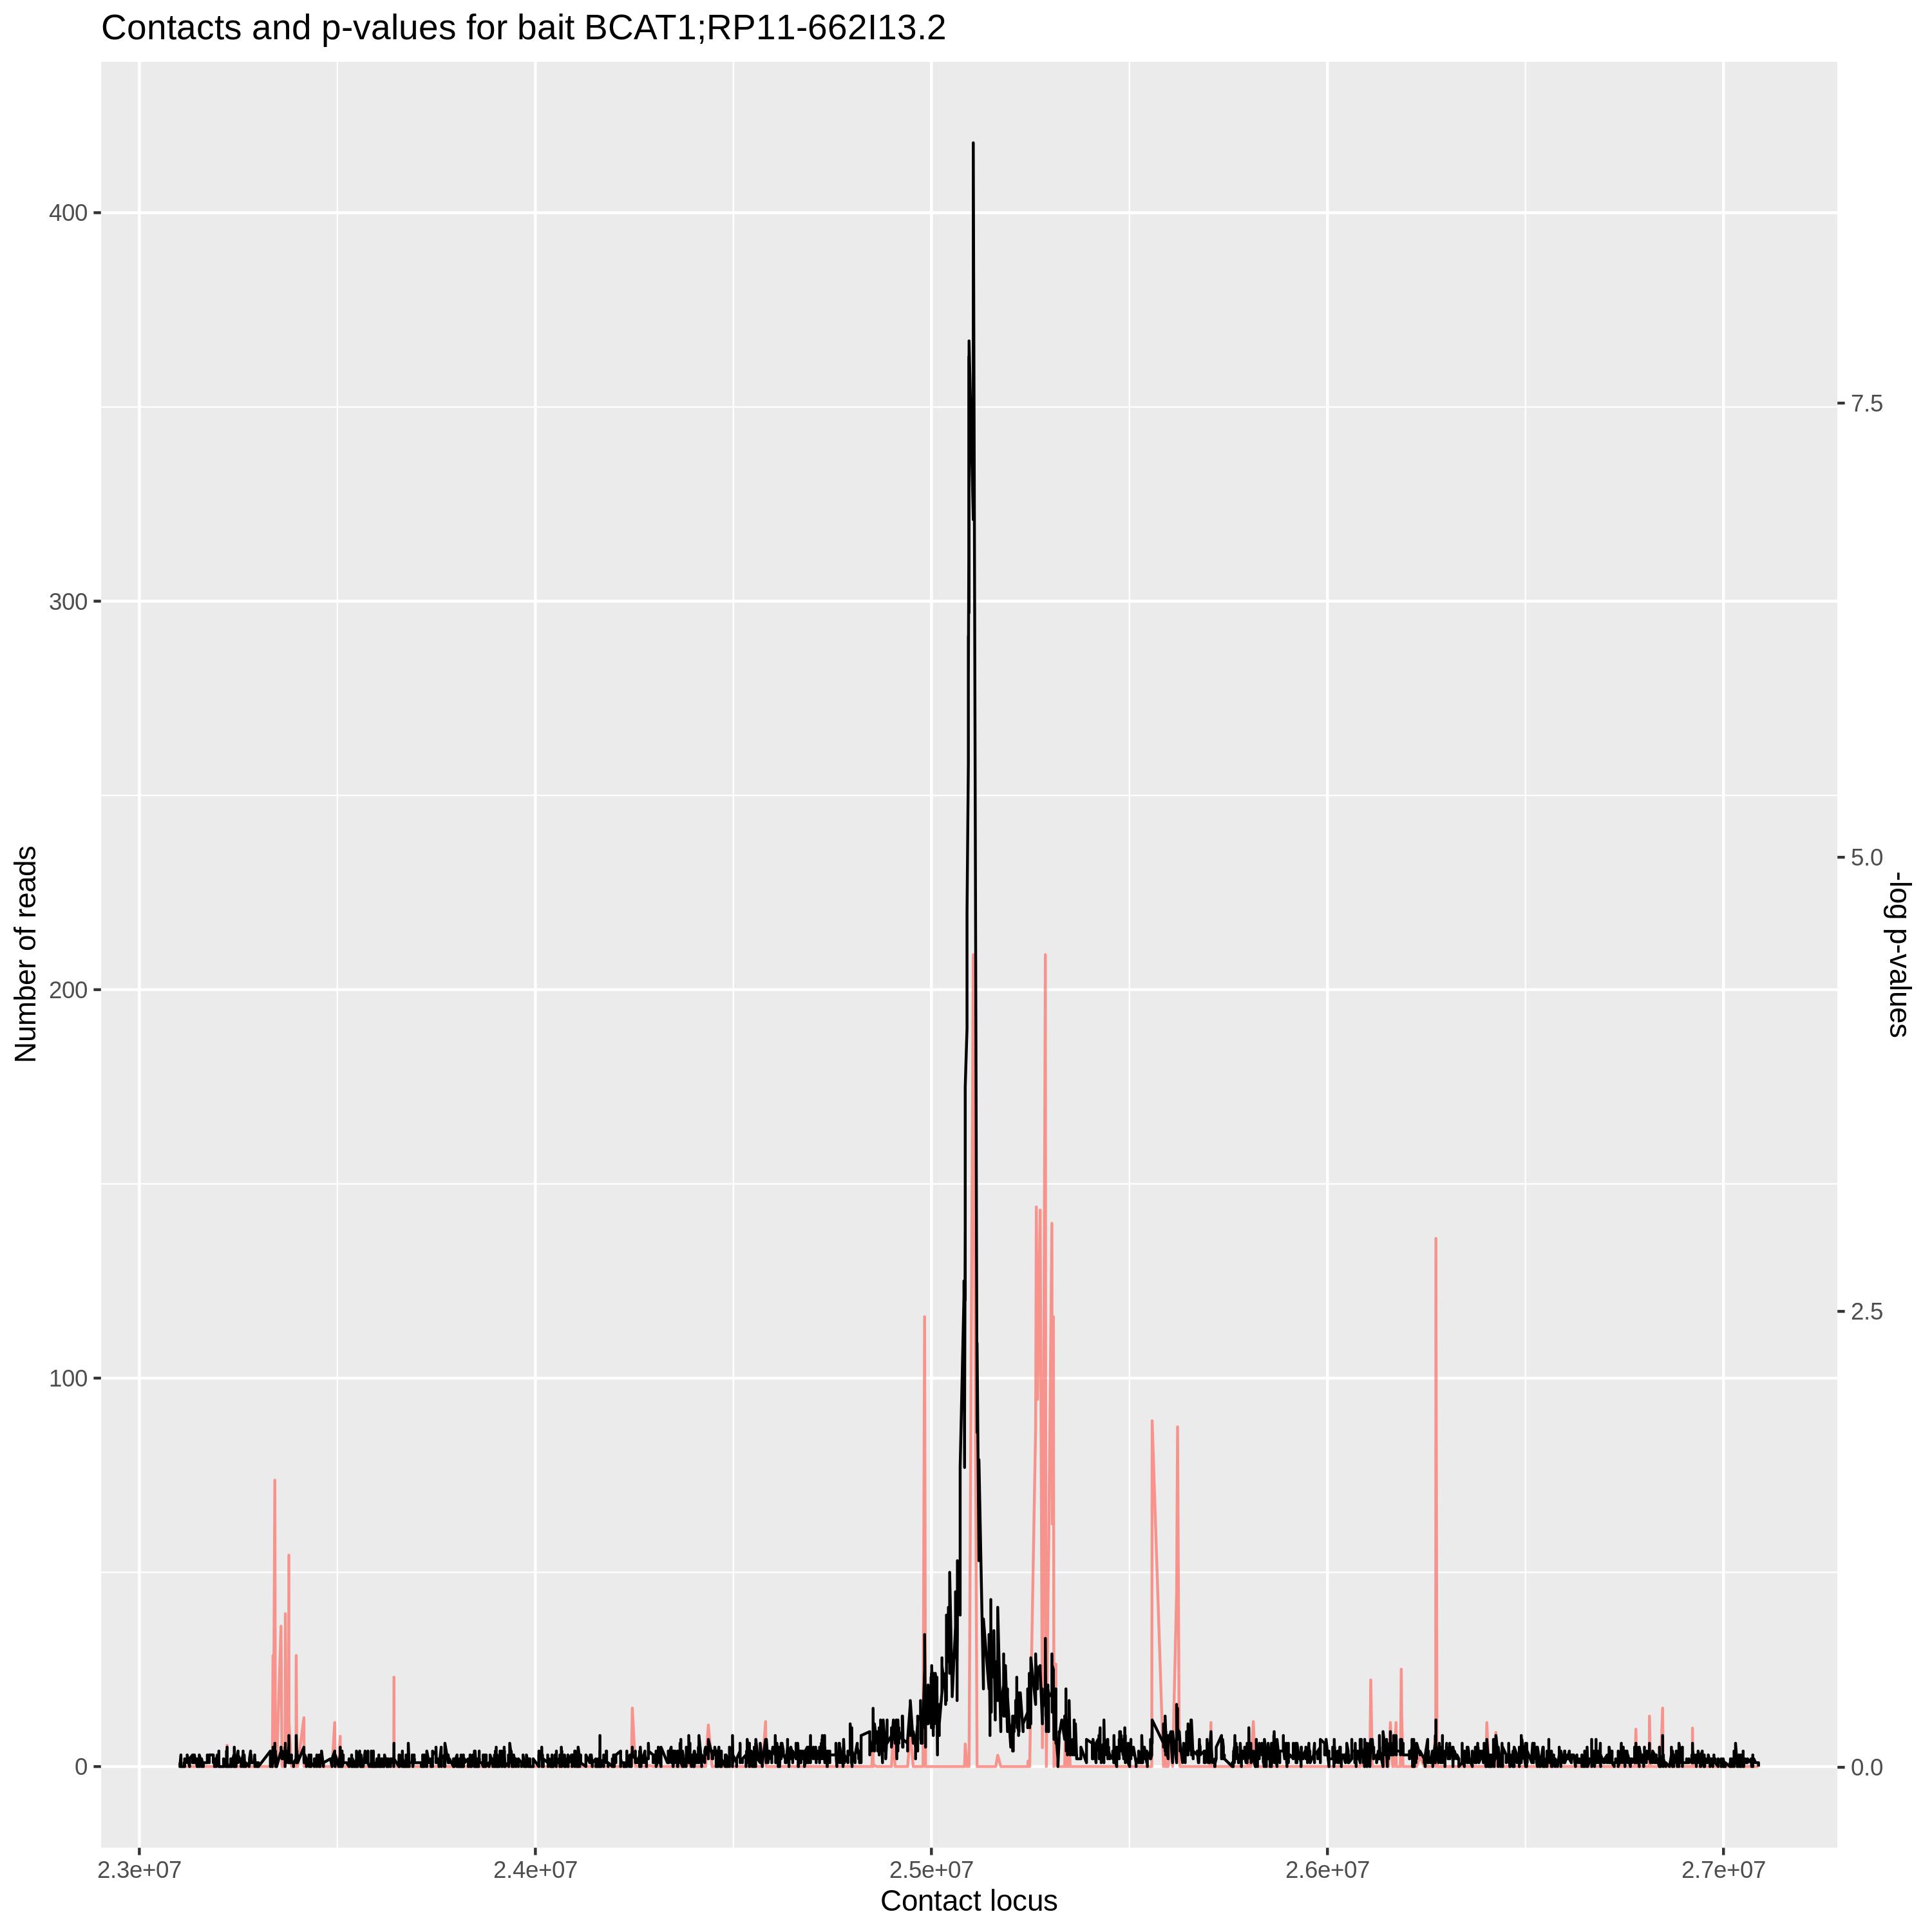 Contacts and p-values for bait BCAT1;RP11-662I13.2
400
300
200
100
0
Number of reads
7.5
5.0
2.5
0.0
-log p-values
2.3e+07
2.4e+07
2.5e+07
2.6e+07
2.7e+07
Contact locus